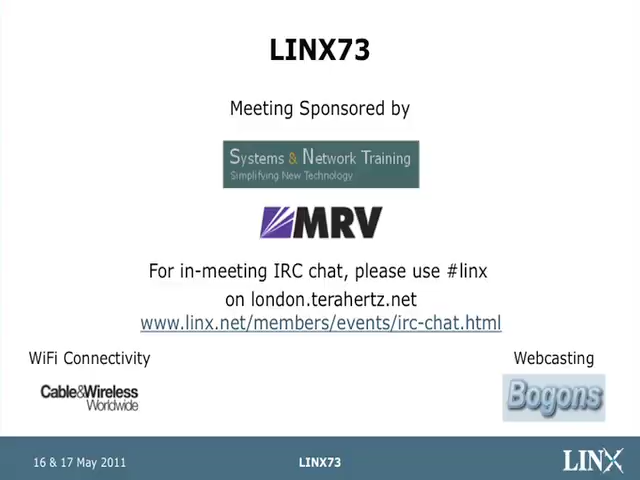 LINX73
Meeting Sponsored by
Systems & Network Training
Simplifying New Technology
MRV
For in-meeting IRC chat, please use #linx
on london.terahertz.net
www.linx.net/members/events/irc-chat.html
WiFi Connectivity
Webcasting
Cable&Wireless
Worldwide
Bogons
16 & 17 May 2011
LINX73
LINX